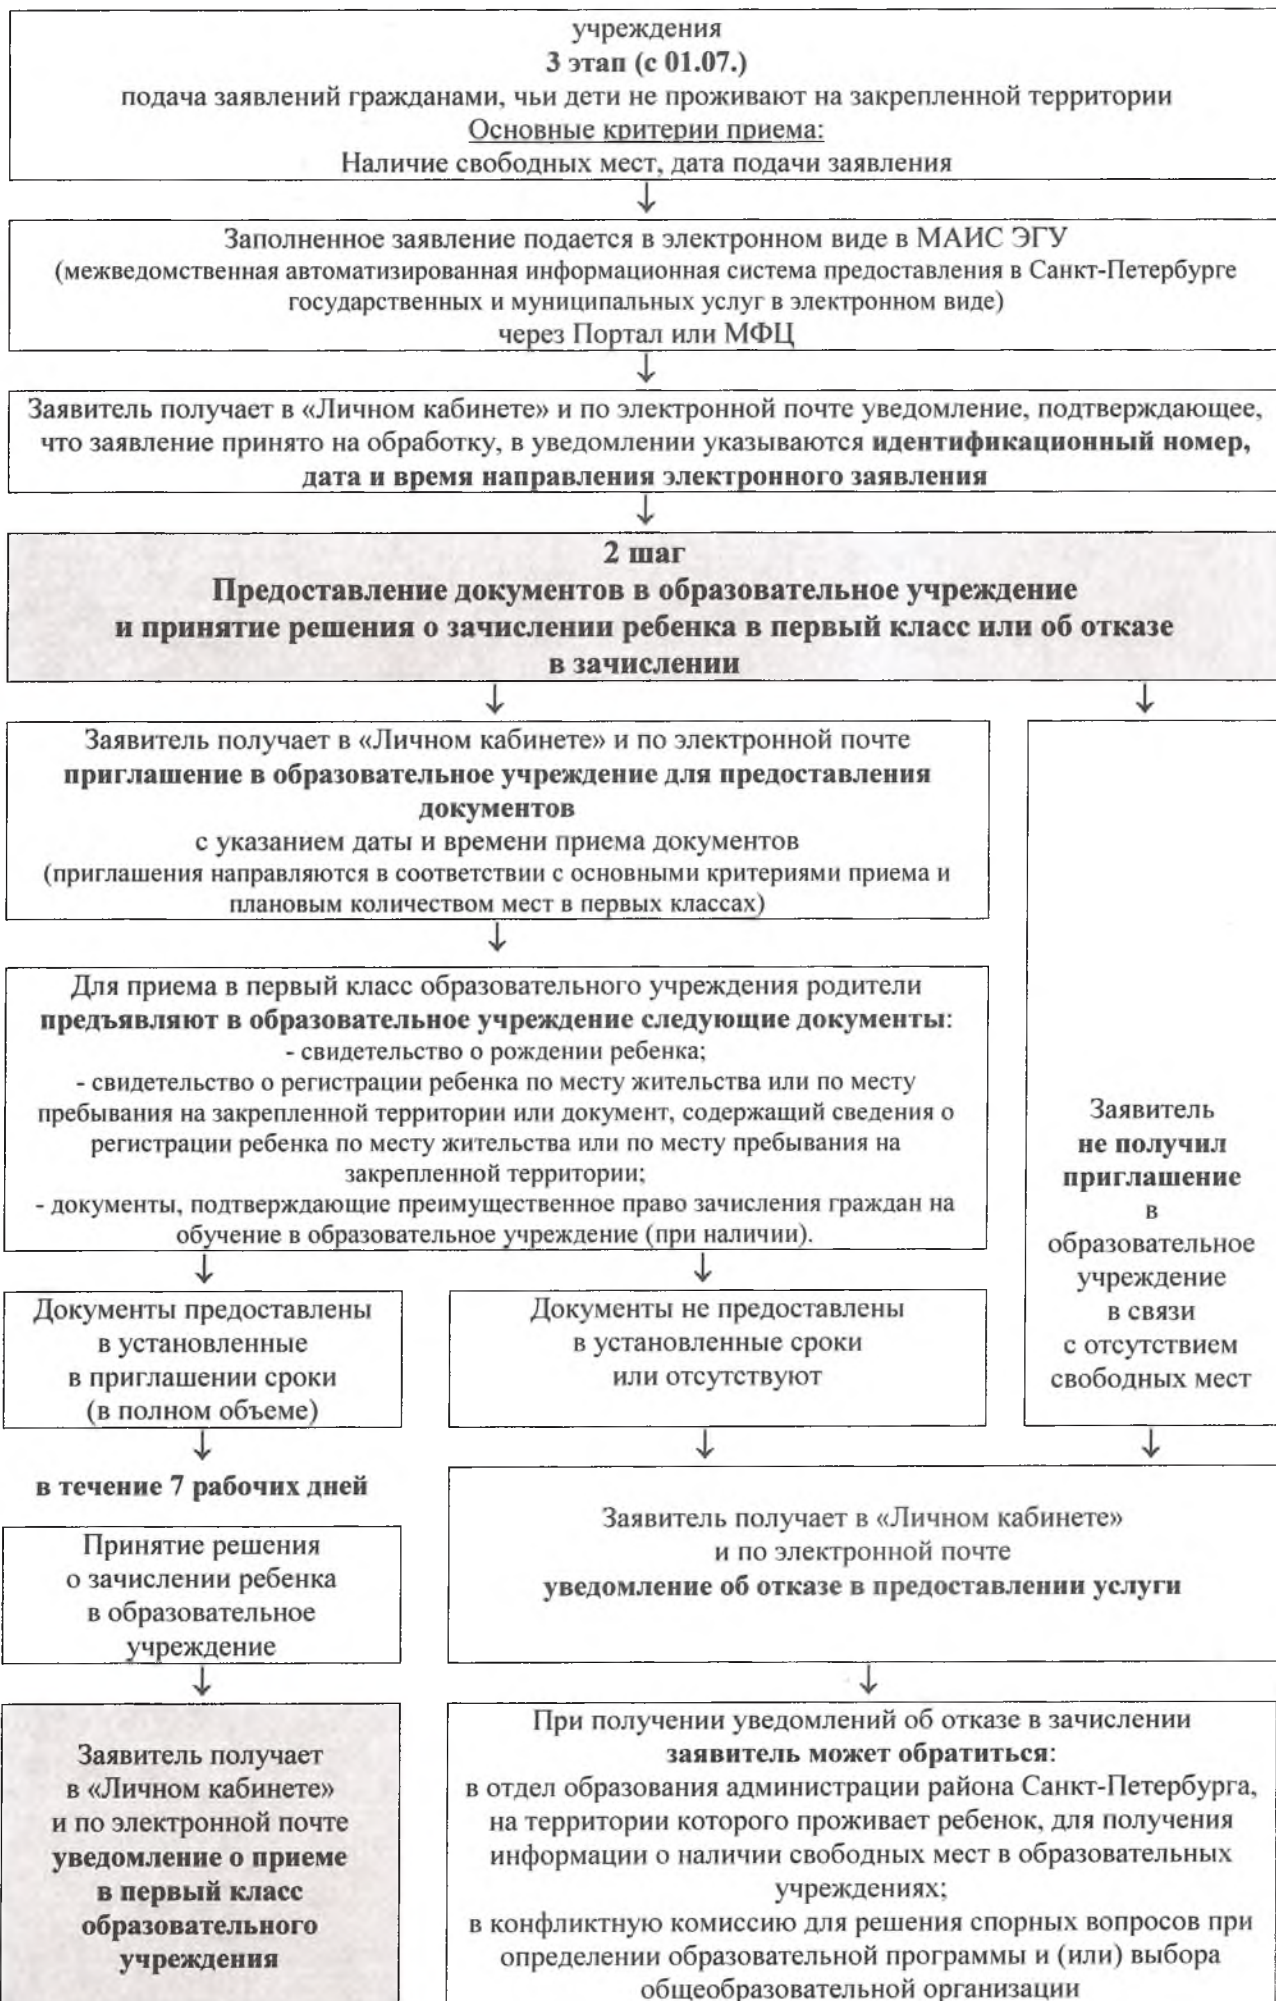 учреждения
3 этап (с 01.07.)
подача заявлений гражданами, чьи дети не проживают на закрепленной территории
Основные критерии приема:
Наличие свободных мест, дата подачи заявления
↓
Заполненное заявление подается в электронном виде в МАИС ЭГУ
(межведомственная автоматизированная информационная система предоставления в Санкт-Петербурге
государственных и муниципальных услуг в электронном виде)
через Портал или МФЦ
↓
Заявитель получает в «Личном кабинете» и по электронной почте уведомление, подтверждающее,
что заявление принято на обработку, в уведомлении указываются идентификационный номер,
дата и время направления электронного заявления
↓
2 шаг
Предоставление документов в образовательное учреждение
и принятие решения о зачислении ребенка в первый класс или об отказе
в зачислении
↓ ↓
Заявитель получает в «Личном кабинете» и по электронной почте
приглашение в образовательное учреждение для предоставления
документов
с указанием даты и времени приема документов
(приглашения направляются в соответствии с основными критериями приема и
плановым количеством мест в первых классах)
↓
Для приема в первый класс образовательного учреждения родители
предъявляют в образовательное учреждение следующие документы:
- свидетельство о рождении ребенка;
- свидетельство о регистрации ребенка по месту жительства или по месту
пребывания на закрепленной территории или документ, содержащий сведения о
регистрации ребенка по месту жительства или по месту пребывания на
закрепленной территории;
- документы, подтверждающие преимущественное право зачисления граждан на
обучение в образовательное учреждение (при наличии).
Заявитель
не получил
приглашение
в
образовательное
учреждение
в связи
с отсутствием
свободных мест
↓ ↓
Документы предоставлены
в установленные
в приглашении сроки
(в полном объеме)
Документы не предоставлены
в установленные сроки
или отсутствуют
↓ ↓ ↓
в течение 7 рабочих дней
Принятие решения
о зачислении ребенка
в образовательное
учреждение
Заявитель получает в «Личном кабинете»
и по электронной почте
уведомление об отказе в предоставлении услуги
↓ ↓
Заявитель получает
в «Личном кабинете»
и по электронной почте
уведомление о приеме
в первый класс
образовательного
учреждения
При получении уведомлений об отказе в зачислении
заявитель может обратиться:
в отдел образования администрации района Санкт-Петербурга,
на территории которого проживает ребенок, для получения
информации о наличии свободных мест в образовательных
учреждениях;
в конфликтную комиссию для решения спорных вопросов при
определении образовательной программы и (или) выбора
общеобразовательной организации